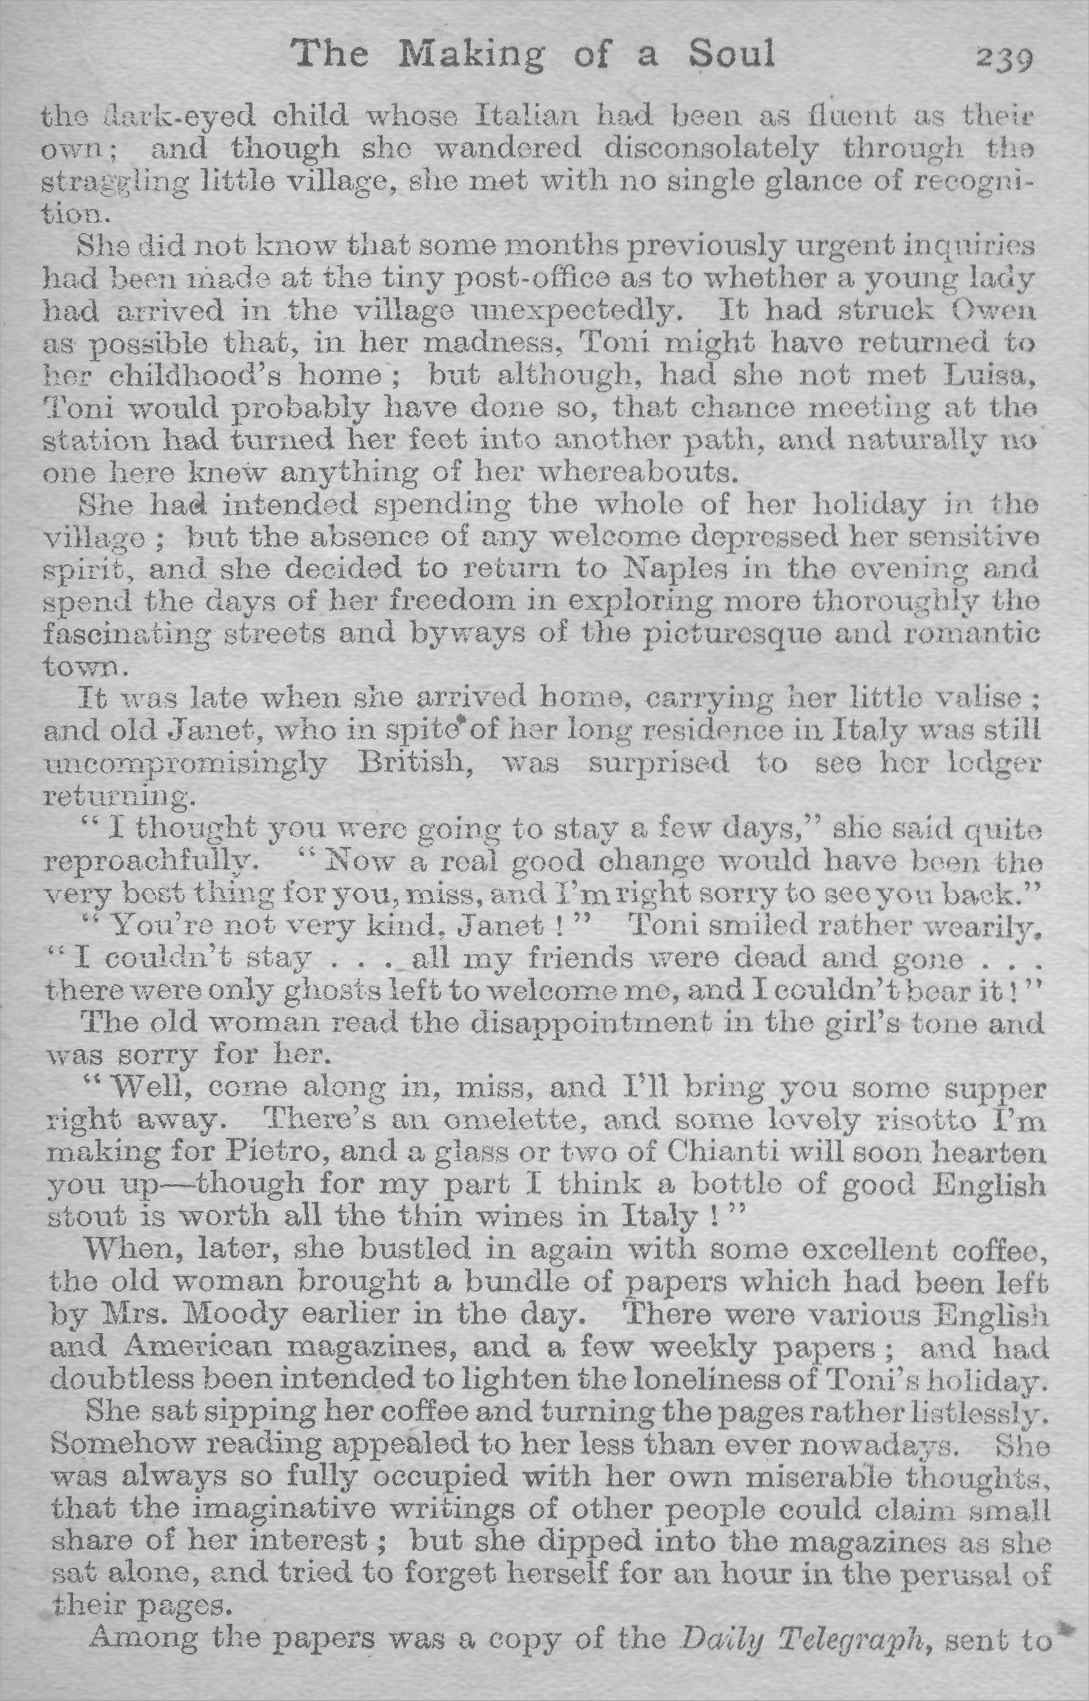 The Making of a Soul 239
the dark-eyed child whose Italian had been as fluent as their
own; and though she wandered disconsolately through the
straggling little village, she met with no single glance of recogni-
tion.
She did not know that some months previously urgent inquiries
had been made at the tiny post-office as to whether a young lady
had arrived in the village unexpectedly. It had struck Owen
as possible that, in her madness, Toni might have returned to
her childhood's home; but although, had she not met Luisa,
Toni would probably have done so, that chance meeting at the
station had turned her feet into another path, and naturally no
one here knew anything of her whereabouts.
She had intended spending the whole of her holiday in the
village; but the absence of any welcome depressed her sensitive
spirit, and she decided to return to Naples in the evening and
spend the days of her freedom in exploring more thoroughly the
fascinating streets and byways of the picturesque and romantic
town.
It was late when she arrived home, carrying her little valise;
and old Janet, who in spite of her long residence in Italy was still
uncompromisingly British, was surprised to see her lodger
returning.
"I thought you were going to stay a few days," she said quite
reproachfully. "Now a real good change would have been the
very best thing for you, miss, and I'm right sorry to see you back."
"You're not very kind, Janet!" Toni smiled rather wearily.
"I couldn't stay . . . all my friends were dead and gone . . .
there were only ghosts left to welcome me, and I couldn't bear it!"
The old woman read the disappointment in the girl's tone and
was sorry for her.
"Well, come along in, miss, and I'll bring you some supper
right away. There's an omelette, and some lovely risotto I'm
making for Pietro, and a glass or two of Chianti will soon hearten
you up—though for my part I think a bottle of good English
stout is worth all the thin wines in Italy!"
When, later, she bustled in again with some excellent coffee,
the old woman brought a bundle of papers which had been left
by Mrs. Moody earlier in the day. There were various English
and American magazines, and a few weekly papers; and had
doubtless been intended to lighten the loneliness of Toni's holiday.
She sat sipping her coffee and turning the pages rather listlessly.
Somehow reading appealed to her less than ever nowadays. She
was always so fully occupied with her own miserable thoughts,
that the imaginative writings of other people could claim small
share of her interest; but she dipped into the magazines as she
sat alone, and tried to forget herself for an hour in the perusal of
their pages.
Among the papers was a copy of the Daily Telegraph, sent to